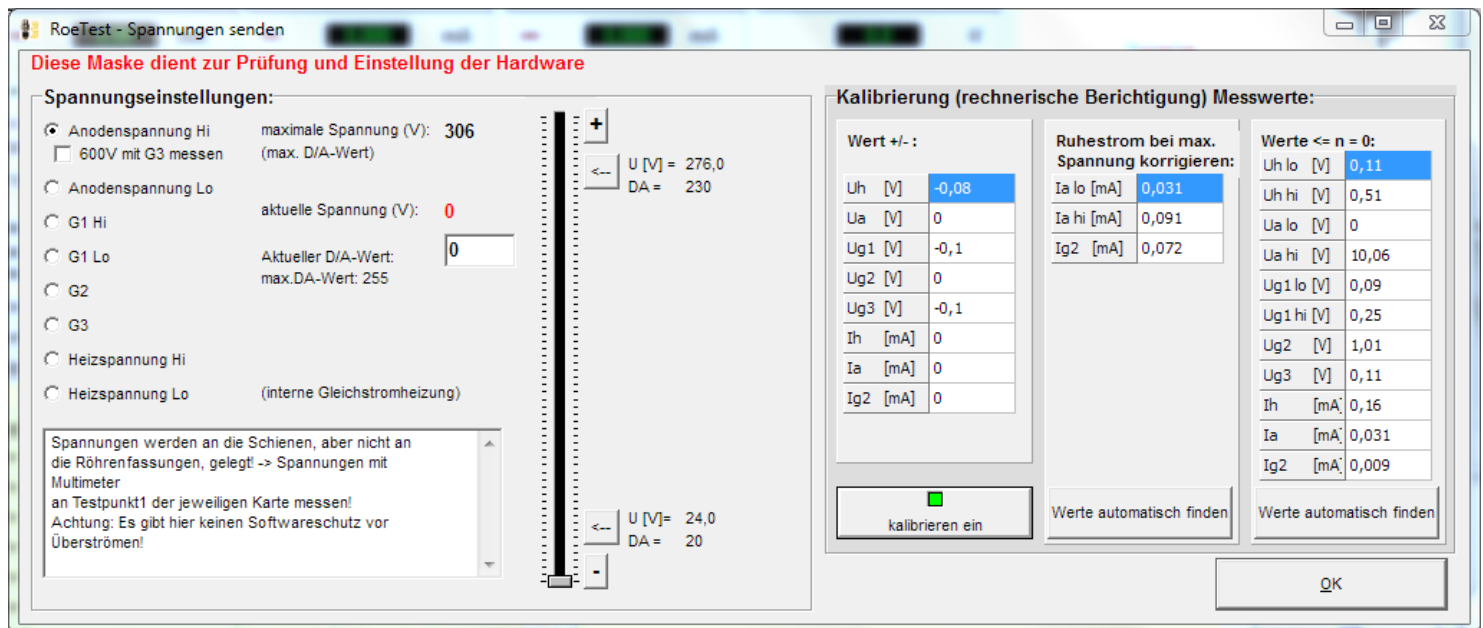 RoeTest - Spannungen senden
Diese Maske dient zur Prüfung und Einstellung der Hardware
Spannungseinstellungen:
Anodenspannung Hi
600V mit G3 messen
Anodenspannung Lo
G1 Hi
G1 Lo
G2
G3
Heizspannung Hi
Heizspannung Lo
maximale Spannung (V): 306
(max. D/A-Wert)
aktuelle Spannung (V): 0
Aktueller D/A-Wert: 0
max.DA-Wert: 255
(interne Gleichstromheizung)
Spannungen werden an die Schienen, aber nicht an
die Röhrenfassungen, gelegt! -> Spannungen mit
Multimeter
an Testpunkt1 der jeweiligen Karte messen!
Achtung: Es gibt hier keinen Softwareschutz vor
Überströmen!
+
<-- U [V] = 276,0
DA = 230
<-- U [V]= 24,0
DA = 20
-
Kalibrierung (rechnerische Berichtigung) Messwerte:
Wert +/- :
Uh [V] -0,08
Ua [V] 0
Ug1 [V] -0,1
Ug2 [V] 0
Ug3 [V] -0,1
Ih [mA] 0
Ia [mA] 0
Ig2 [mA] 0
kalibrieren ein
Ruhestrom bei max.
Spannung korrigieren:
Ia lo [mA] 0,031
Ia hi [mA] 0,091
Ig2 [mA] 0,072
Werte automatisch finden
Werte <= n = 0:
Uh lo [V] 0,11
Uh hi [V] 0,51
Ua lo [V] 0
Ua hi [V] 10,06
Ug1 lo [V] 0,09
Ug1 hi [V] 0,25
Ug2 [V] 1,01
Ug3 [V] 0,11
Ih [mA] 0,16
Ia [mA] 0,031
Ig2 [mA] 0,009
Werte automatisch finden
OK